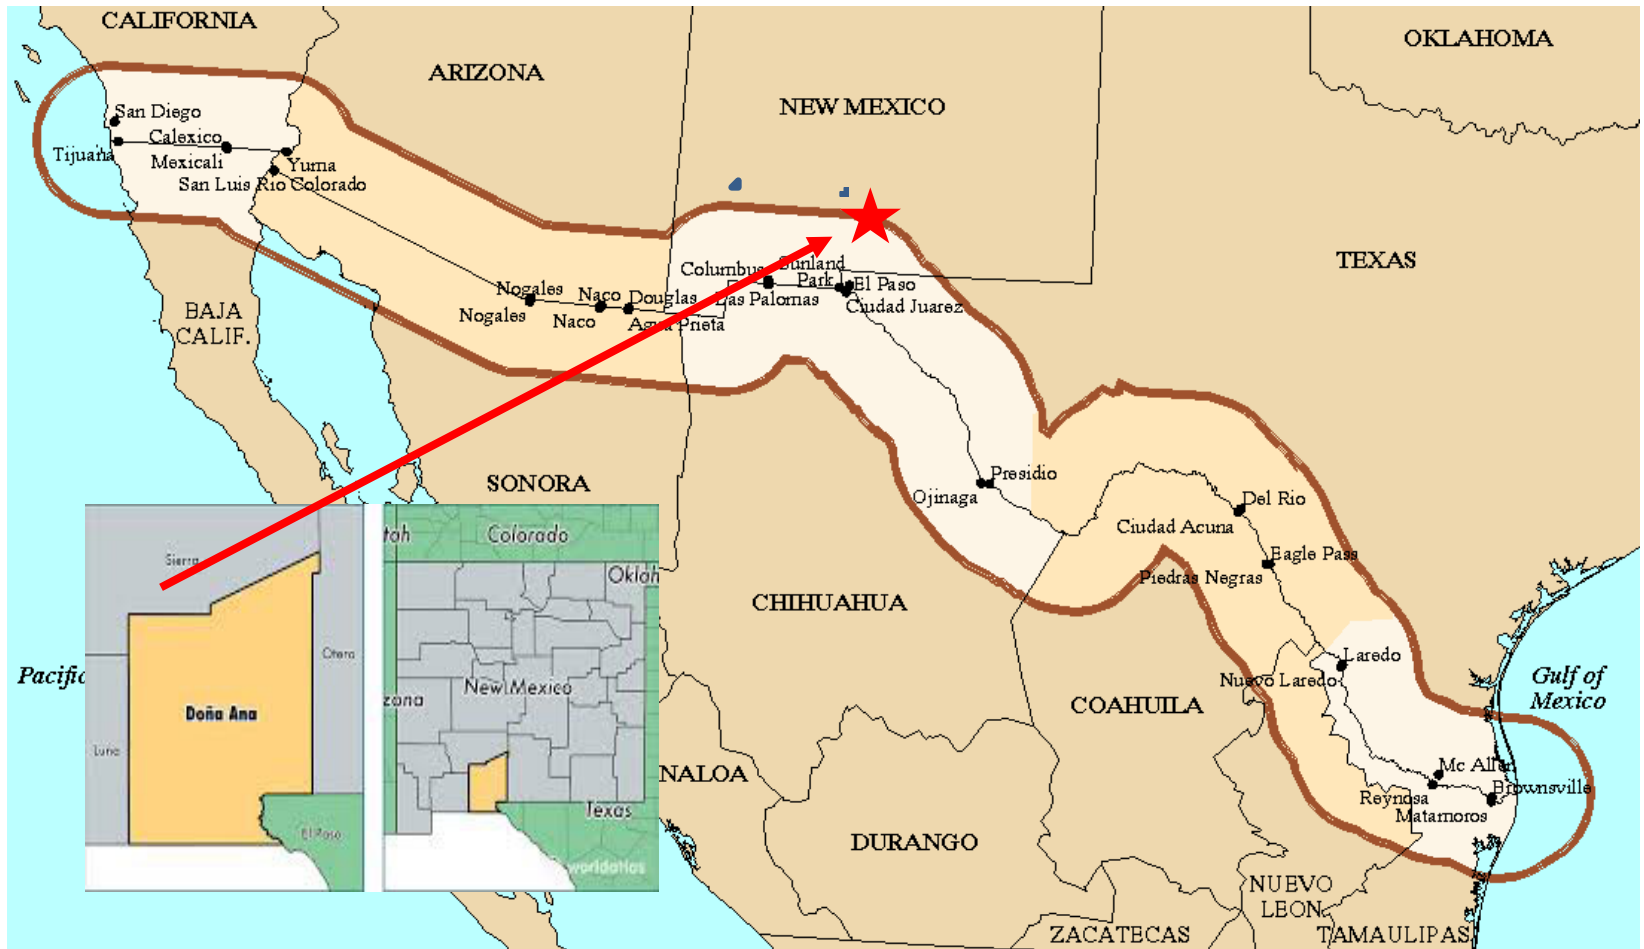 CALIFORNIA
ARIZONA
NEW MEXICO
OKLAHOMA
TEXAS
San Diego
Tijuana
Calexico
Mexicali
Yuma
San Luis Rio Colorado
Nogales
Nogales
Naco
Naco
Douglas
Agua Prieta
Columbus
Las Palomas
Sunland
Park
El Paso
Ciudad Juarez
BAJA
CALIF.
SONORA
Presidio
Ojinaga
Del Rio
Ciudad Acuna
Eagle Pass
Piedras Negras
CHIHUAHUA
Laredo
Nuevo Laredo
COAHUILA
Gulf of
Mexico
Pacific
Mc Allen
Reynosa
Brownsville
Matamoros
NALOA
DURANGO
NUEVO
LEON
ZACATECAS
TAMAULIPAS
Sierra
Otero
Doña Ana
Luna
El Paso
tah
Colorado
Oklah
New Mexico
zona
Texas
worldatlas